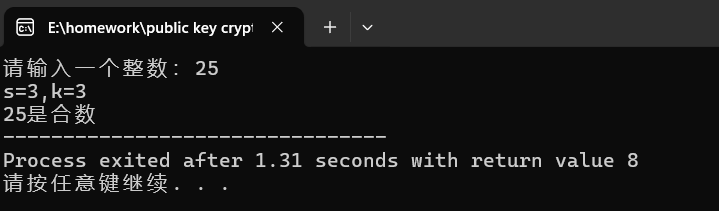 E:\homework\public key crypt
请输入一个整数: 25
s=3,k=3
25是合数
--------------------------------
Process exited after 1.31 seconds with return value 8
请按任意键继续. . .